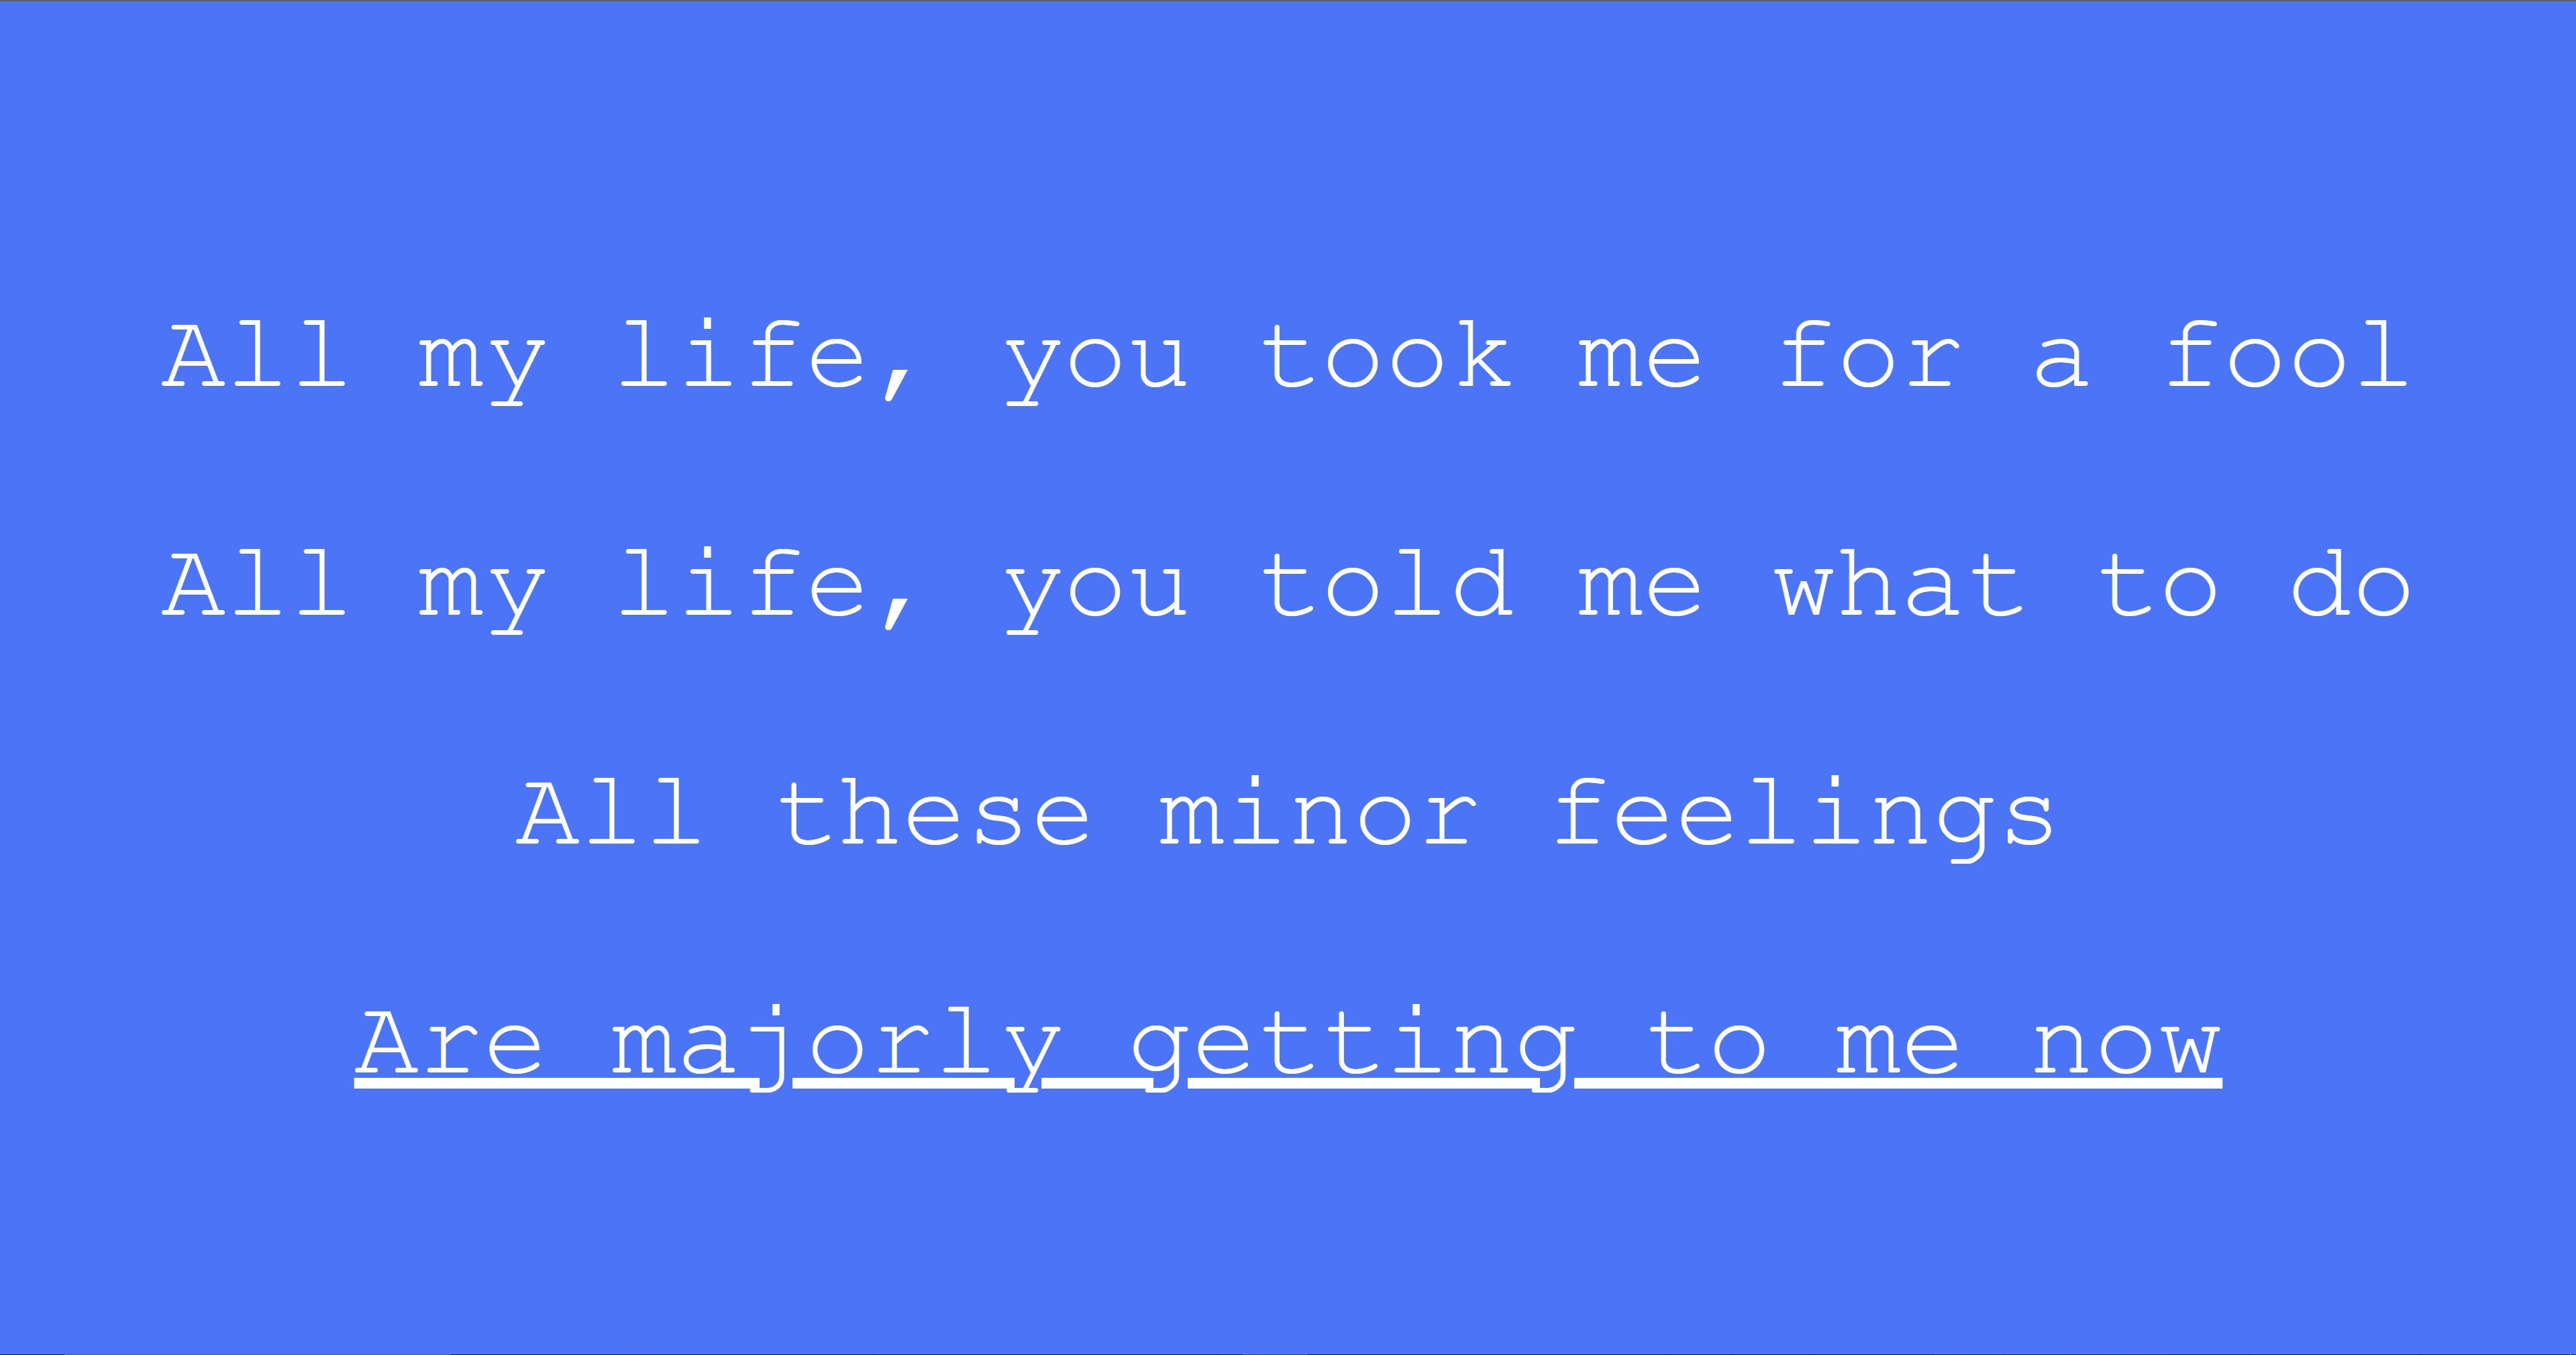 All my life, you took me for a fool
All my life, you told me what to do
All these minor feelings
Are majorly getting to me now